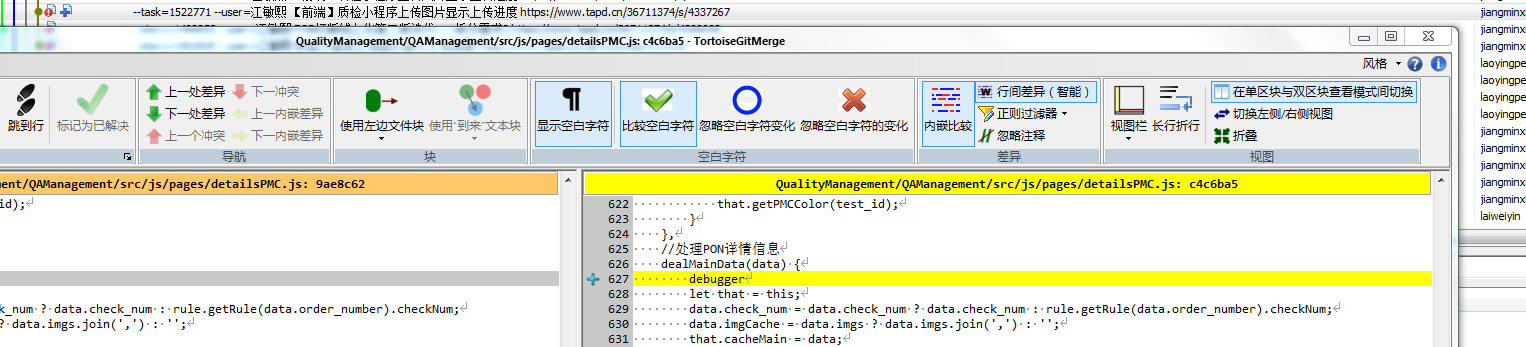 --task=1522771 --user=江敏熙 【前端】质检小程序上传图片显示上传进度 https://www.tapd.cn/36711374/s/4337267
jiangminxi
jiangminxi
jiangminxi
laoyingpe
laoyingpe
laoyingpe
laoyingpe
jiangminxi
jiangminxi
jiangminxi
jiangminxi
jiangminxi
laiweiyin
QualityManagement/QAManagement/src/js/pages/detailsPMC.js: c4c6ba5 - TortoiseGitMerge
风格
跳到行
标记为已解决
上一处差异
下一处差异
上一个冲突
下一冲突
上一内嵌差异
下一内嵌差异
导航
使用左边文件块
使用"到来"文本块
块
显示空白字符
比较空白字符
忽略空白字符变化
忽略空白字符的变化
空白字符
内嵌比较
行间差异（智能）
正则过滤器
忽略注释
差异
视图栏
长行折行
在单区块与双区块查看模式间切换
切换左侧/右侧视图
折叠
视图
ment/QAManagement/src/js/pages/detailsPMC.js: 9ae8c62
id);
ck_num ? data.check_num : rule.getRule(data.order_number).checkNum;
? data.imgs.join(',') : '';
QualityManagement/QAManagement/src/js/pages/detailsPMC.js: c4c6ba5
622 that.getPMCColor(test_id);
623 }
624 },
625 //处理PON详情信息
626 dealMainData(data) {
627 debugger
628 let that = this;
629 data.check_num = data.check_num ? data.check_num : rule.getRule(data.order_number).checkNum;
630 data.imgCache = data.imgs ? data.imgs.join(',') : '';
631 that.cacheMain = data;